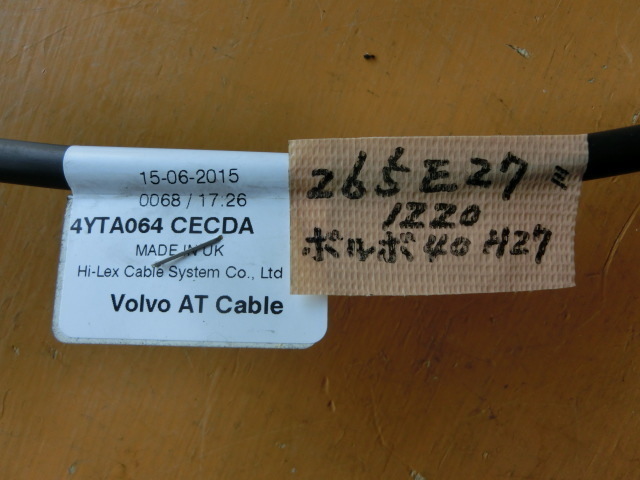 15-06-2015
0068 / 17.26
4YTA064 CECDA
MADE IN UK
Hi-Lex Cable System Co., Ltd
Volvo AT Cable
265E27
1220
ボルボ40 H27